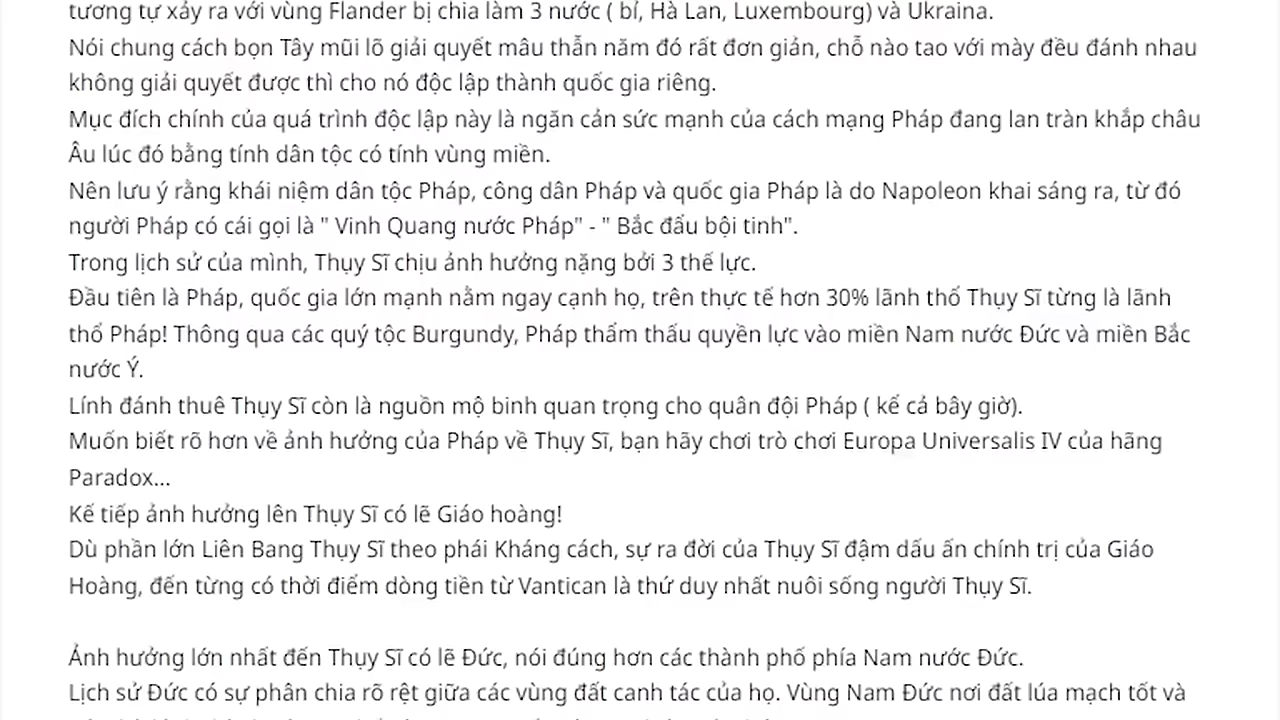 tương tự xảy ra với vùng Flander bị chia làm 3 nước ( bỉ, Hà Lan, Luxembourg) và Ukraina.
Nói chung cách bọn Tây mũi lõ giải quyết mâu thẫn năm đó rất đơn giản, chỗ nào tao với mày đều đánh nhau
không giải quyết được thì cho nó độc lập thành quốc gia riêng.
Mục đích chính của quá trình độc lập này là ngăn cản sức mạnh của cách mạng Pháp đang lan tràn khắp châu
Âu lúc đó bằng tính dân tộc có tính vùng miền.
Nên lưu ý rằng khái niệm dân tộc Pháp, công dân Pháp và quốc gia Pháp là do Napoleon khai sáng ra, từ đó
người Pháp có cái gọi là " Vinh Quang nước Pháp" - " Bắc đẩu bội tinh".
Trong lịch sử của mình, Thụy Sĩ chịu ảnh hưởng nặng bởi 3 thế lực.
Đầu tiên là Pháp, quốc gia lớn mạnh nằm ngay cạnh họ, trên thực tế hơn 30% lãnh thổ Thụy Sĩ từng là lãnh
thổ Pháp! Thông qua các quý tộc Burgundy, Pháp thẩm thấu quyền lực vào miền Nam nước Đức và miền Bắc
nước Ý.
Lính đánh thuê Thụy Sĩ còn là nguồn mộ binh quan trọng cho quân đội Pháp ( kể cả bây giờ).
Muốn biết rõ hơn về ảnh hưởng của Pháp về Thụy Sĩ, bạn hãy chơi trò chơi Europa Universalis IV của hãng
Paradox...
Kế tiếp ảnh hưởng lên Thụy Sĩ có lẽ Giáo hoàng!
Dù phần lớn Liên Bang Thụy Sĩ theo phái Kháng cách, sự ra đời của Thụy Sĩ đậm dấu ấn chính trị của Giáo
Hoàng, đến từng có thời điểm dòng tiền từ Vantican là thứ duy nhất nuôi sống người Thụy Sĩ.
Ảnh hưởng lớn nhất đến Thụy Sĩ có lẽ Đức, nói đúng hơn các thành phố phía Nam nước Đức.
Lịch sử Đức có sự phân chia rõ rệt giữa các vùng đất canh tác của họ. Vùng Nam Đức nơi đất lúa mạch tốt và